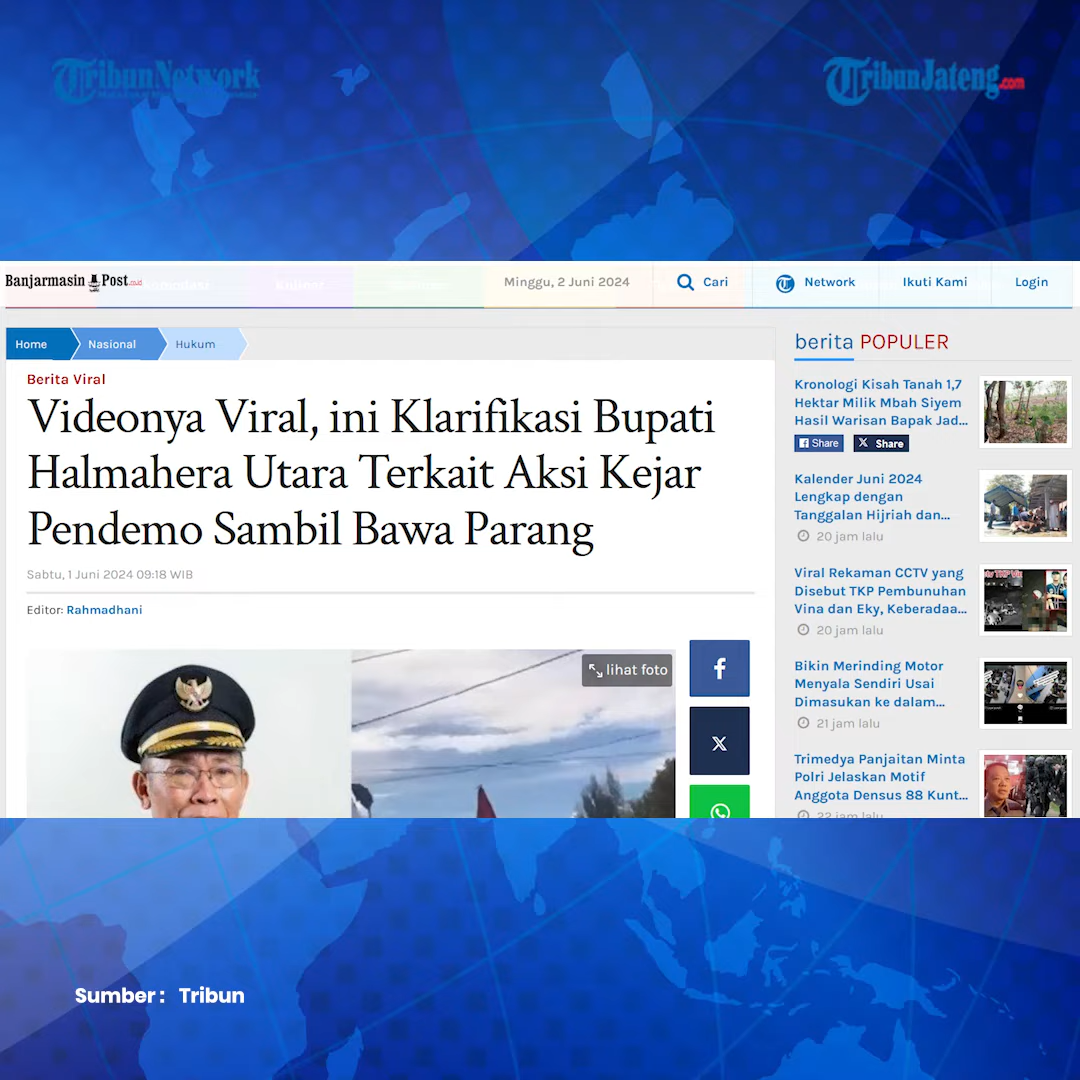 TribunNetwork
TribunJateng.com
Banjarmasin Post.co.id
Minggu, 2 Juni 2024
Cari
Network
Ikuti Kami
Login
Home
Nasional
Hukum
Berita Viral
Videonya Viral, ini Klarifikasi Bupati
Halmahera Utara Terkait Aksi Kejar
Pendemo Sambil Bawa Parang
Sabtu, 1 Juni 2024 09:18 WIB
Editor: Rahmadhani
lihat foto
berita POPULER
Kronologi Kisah Tanah 1,7
Hektar Milik Mbah Siyem
Hasil Warisan Bapak Jad...
Share
Share
Kalender Juni 2024
Lengkap dengan
Tanggalan Hijriah dan...
20 jam lalu
Viral Rekaman CCTV yang
Disebut TKP Pembunuhan
Vina dan Eky, Keberadaa...
20 jam lalu
Bikin Merinding Motor
Menyala Sendiri Usai
Dimasukan ke dalam...
21 jam lalu
Trimedya Panjaitan Minta
Polri Jelaskan Motif
Anggota Densus 88 Kunt...
22 jam lalu
Sumber : Tribun